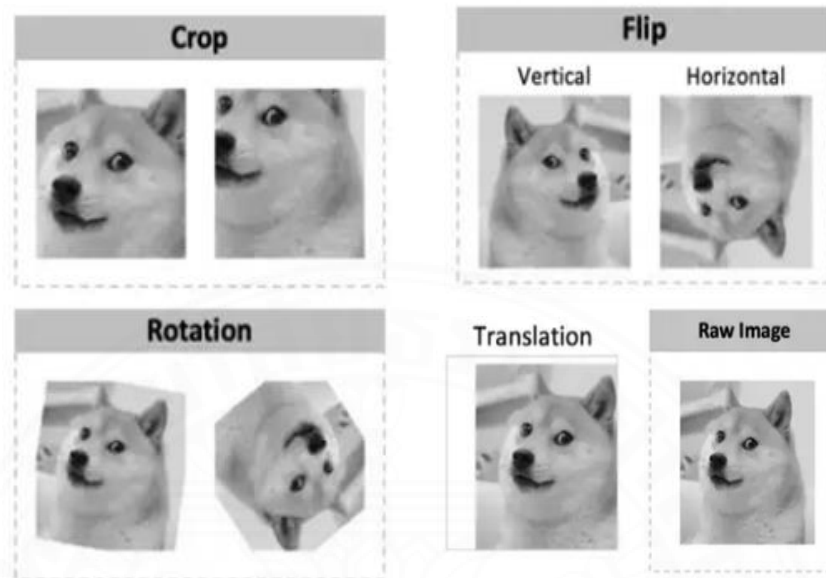 Crop
Flip
Vertical
Horizontal
Rotation
Translation
Raw Image